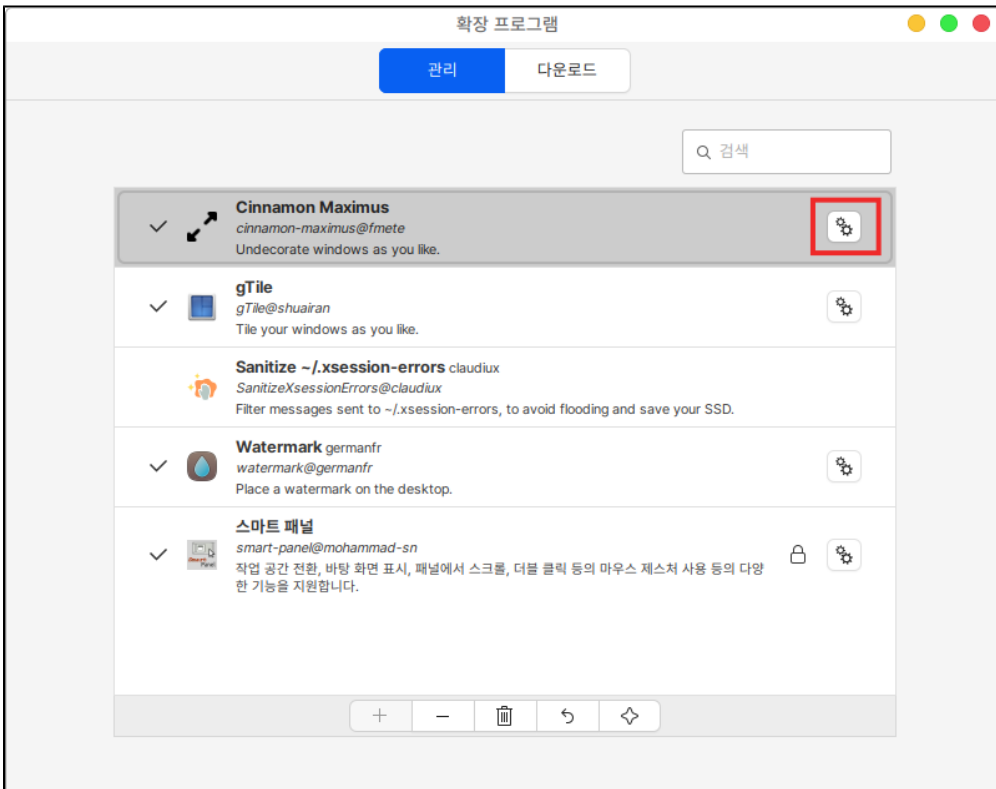 확장 프로그램
관리
다운로드
검색
Cinnamon Maximus
cinnamon-maximus@fmete
Undecorate windows as you like.
gTile
gTile@shuairan
Tile your windows as you like.
Sanitize ~/.xsession-errors claudiux
SanitizeXsessionErrors@claudiux
Filter messages sent to ~/.xsession-errors, to avoid flooding and save your SSD.
Watermark germanfr
watermark@germanfr
Place a watermark on the desktop.
스마트 패널
smart-panel@mohammad-sn
작업 공간 전환, 바탕 화면 표시, 패널에서 스크롤, 더블 클릭 등의 마우스 제스처 사용 등의 다양
한 기능을 지원합니다.